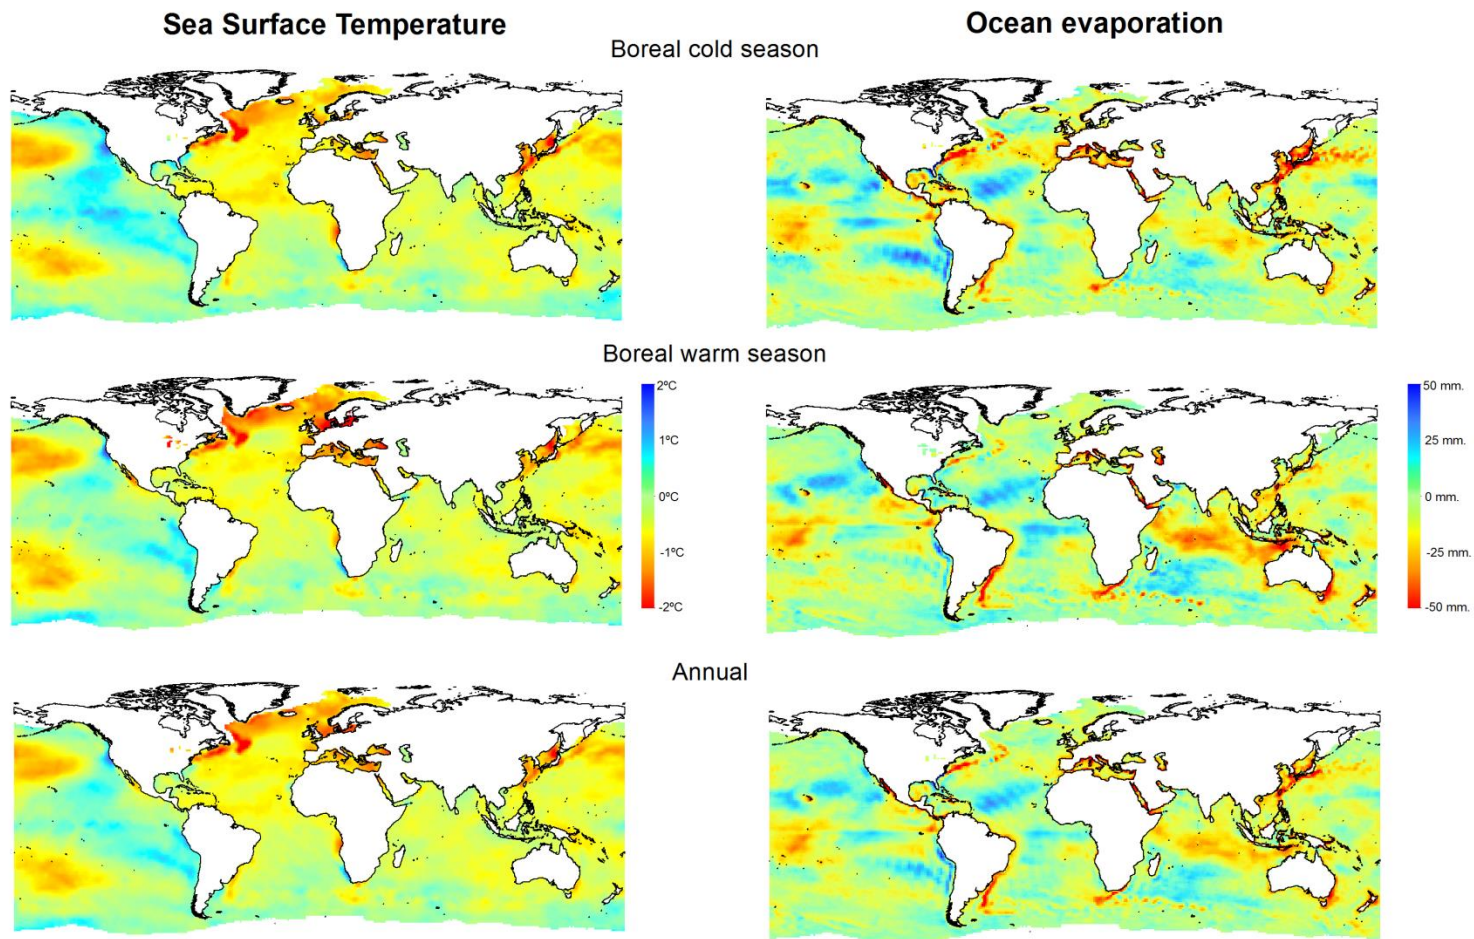 Sea Surface Temperature
Ocean evaporation
Boreal cold season
Boreal warm season
2ºC
1ºC
0ºC
-1ºC
-2ºC
50 mm.
25 mm.
0 mm.
-25 mm.
-50 mm.
Annual